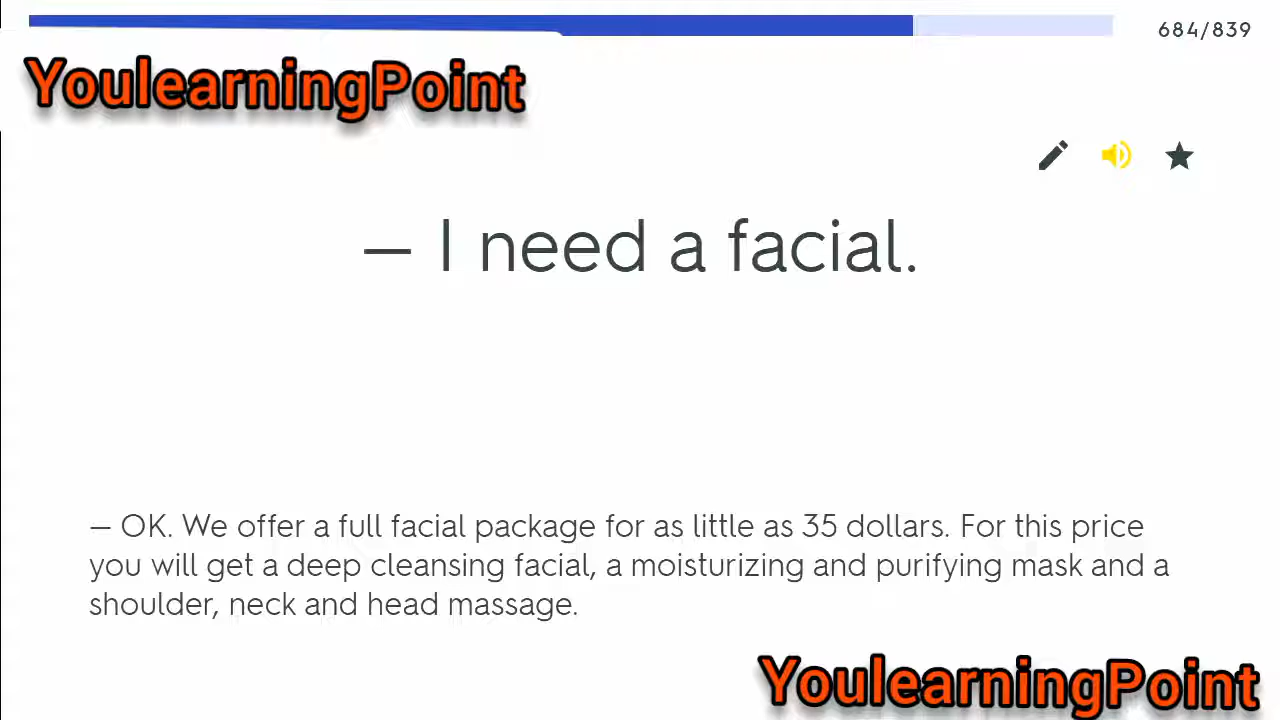 684/839
YoulearningPoint
— I need a facial.
— OK. We offer a full facial package for as little as 35 dollars. For this price
you will get a deep cleansing facial, a moisturizing and purifying mask and a
shoulder, neck and head massage.
YoulearningPoint